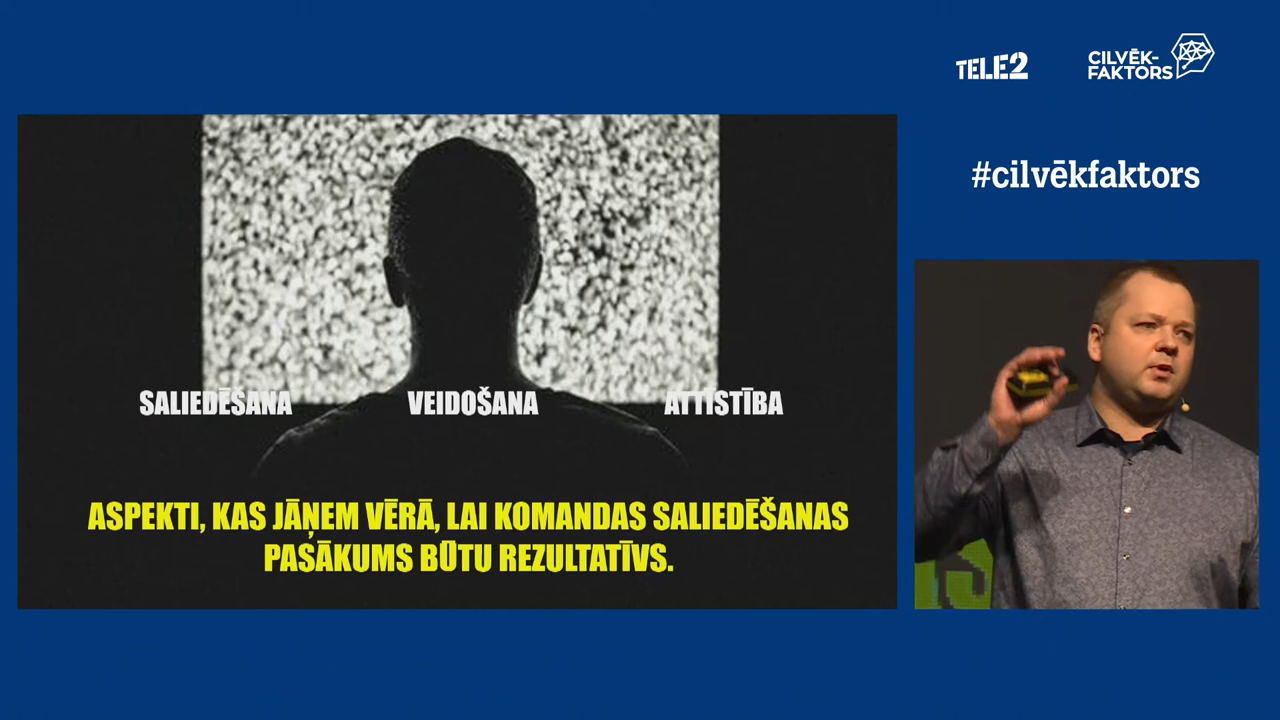 TELE2
CILVĒK-
FAKTORS
#cilvēkfaktors
SALIEDĒŠANA VEIDOŠANA ATTĪSTĪBA
ASPEKTI, KAS JĀŅEM VĒRĀ, LAI KOMANDAS SALIEDĒŠANAS
PASĀKUMS BŪTU REZULTATĪVS.